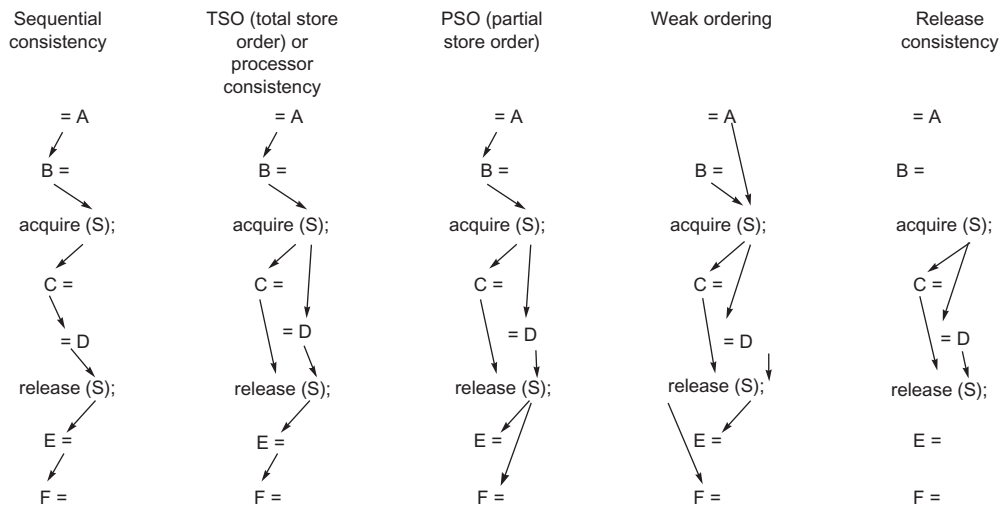 Sequential
consistency
TSO (total store
order) or
processor
consistency
PSO (partial
store order)
Weak ordering
Release
consistency
= A
B =
acquire (S);
C =
= D
release (S);
E =
F =
= A
B =
acquire (S);
C =
= D
release (S);
E =
F =
= A
B =
acquire (S);
C =
= D
release (S);
E =
F =
= A
B =
acquire (S);
C =
= D
release (S);
E =
F =
= A
B =
acquire (S);
C =
= D
release (S);
E =
F =